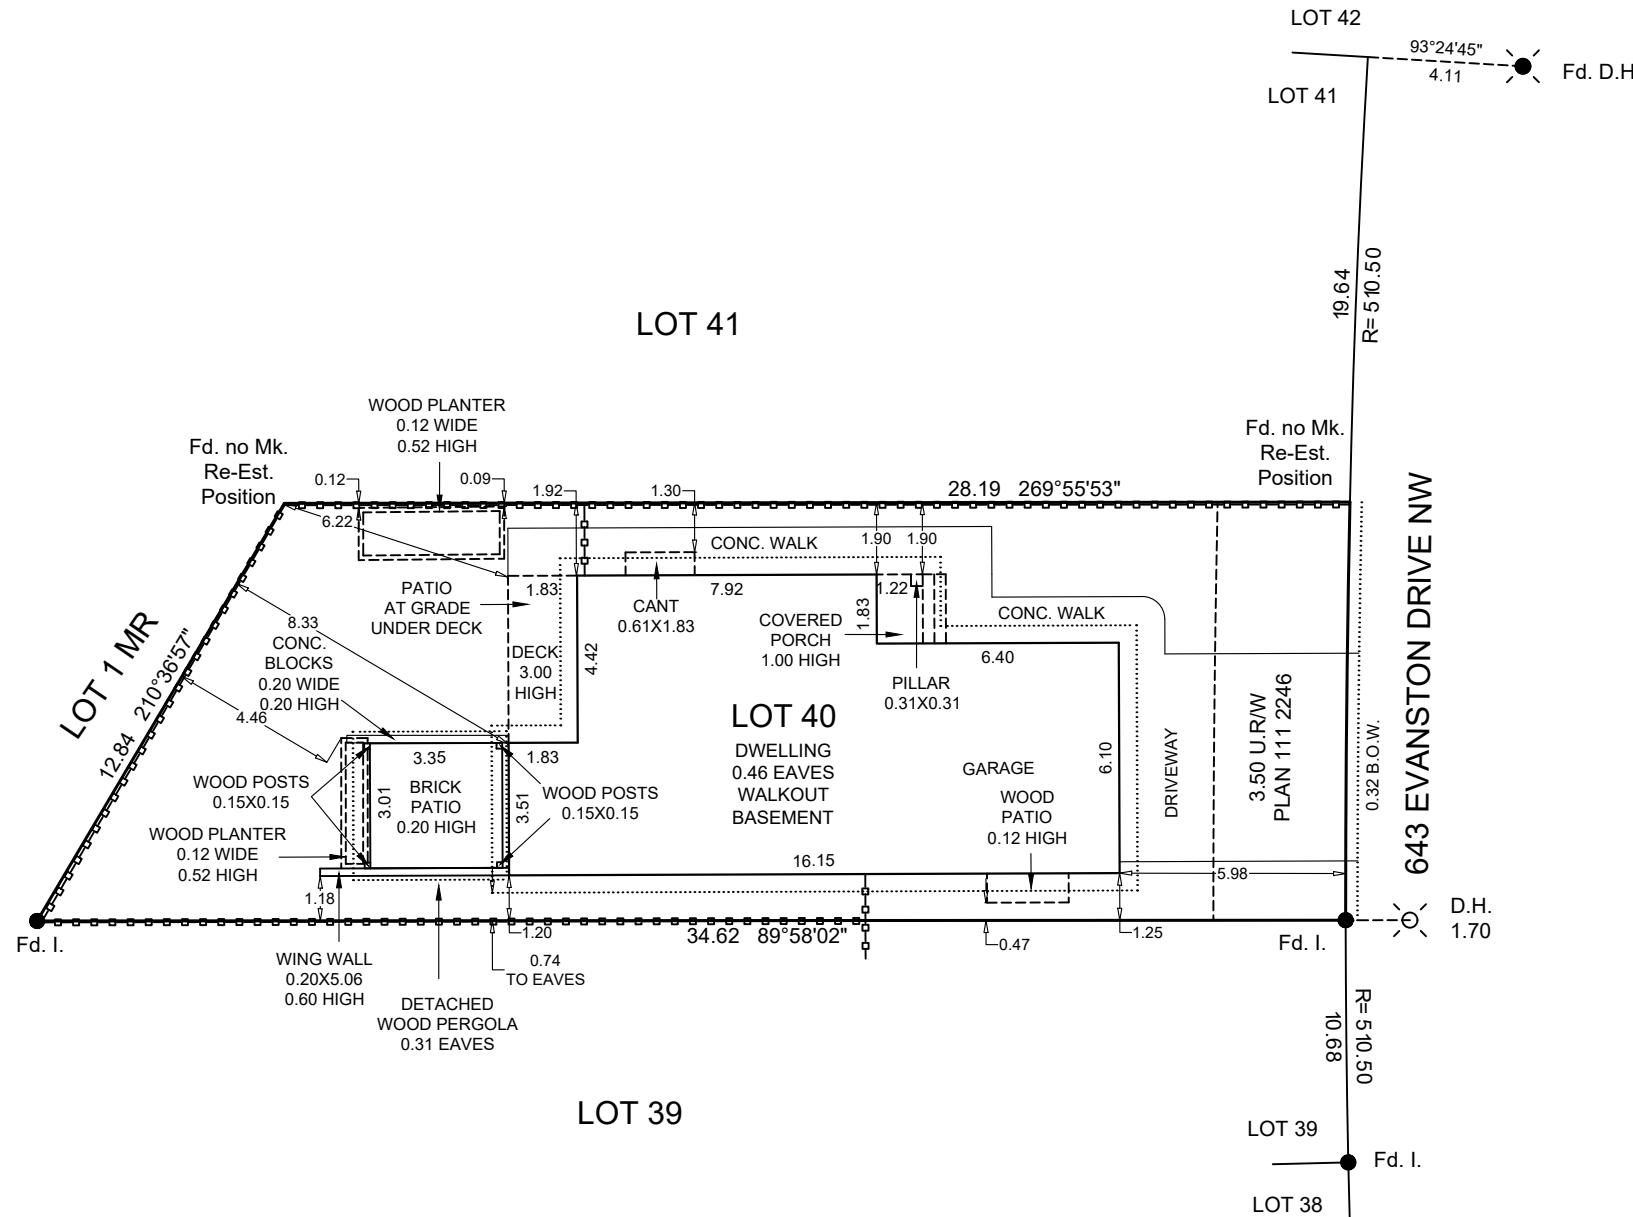 LOT 42
93°24'45"
4.11
Fd. D.H
LOT 41
19.64
R= 510.50
LOT 41
WOOD PLANTER
0.12 WIDE
0.52 HIGH
Fd. no Mk.
Re-Est.
Position
Fd. no Mk.
Re-Est.
Position
0.12
0.09
1.92
1.30
28.19 269°55'53"
6.22
CONC. WALK
1.90
1.90
PATIO
AT GRADE
UNDER DECK
1.83
CANT
0.61X1.83
7.92
1.22
1.83
COVERED
PORCH
1.00 HIGH
CONC. WALK
6.40
PILLAR
0.31X0.31
8.33
CONC.
BLOCKS
0.20 WIDE
0.20 HIGH
DECK
3.00
HIGH
4.42
LOT 1 MR
210°36'57"
12.84
4.46
LOT 40
DWELLING
0.46 EAVES
WALKOUT
BASEMENT
GARAGE
6.10
DRIVEWAY
3.50 U.R/W
PLAN 111 2246
0.32 B.O.W.
643 EVANSTON DRIVE NW
3.35
1.83
WOOD POSTS
0.15X0.15
3.01
BRICK
PATIO
0.20 HIGH
3.51
WOOD POSTS
0.15X0.15
WOOD
PATIO
0.12 HIGH
WOOD PLANTER
0.12 WIDE
0.52 HIGH
16.15
5.98
1.18
Fd. I.
1.20
34.62 89°58'02"
0.47
1.25
Fd. I.
D.H.
1.70
WING WALL
0.20X5.06
0.60 HIGH
0.74
TO EAVES
DETACHED
WOOD PERGOLA
0.31 EAVES
10.68
R= 510.50
LOT 39
LOT 39
Fd. I.
LOT 38